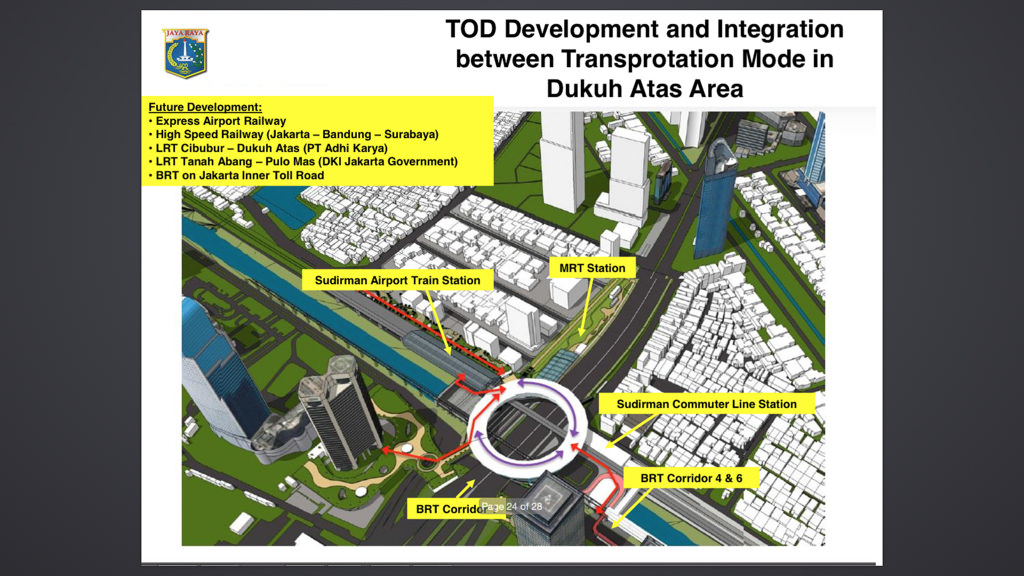 JAYA RAYA
TOD Development and Integration
between Transprotation Mode in
Dukuh Atas Area
Future Development:
• Express Airport Railway
• High Speed Railway (Jakarta – Bandung – Surabaya)
• LRT Cibubur – Dukuh Atas (PT Adhi Karya)
• LRT Tanah Abang – Pulo Mas (DKI Jakarta Government)
• BRT on Jakarta Inner Toll Road
MRT Station
Sudirman Airport Train Station
Sudirman Commuter Line Station
BRT Corridor 4 & 6
BRT
Page 24 of 28